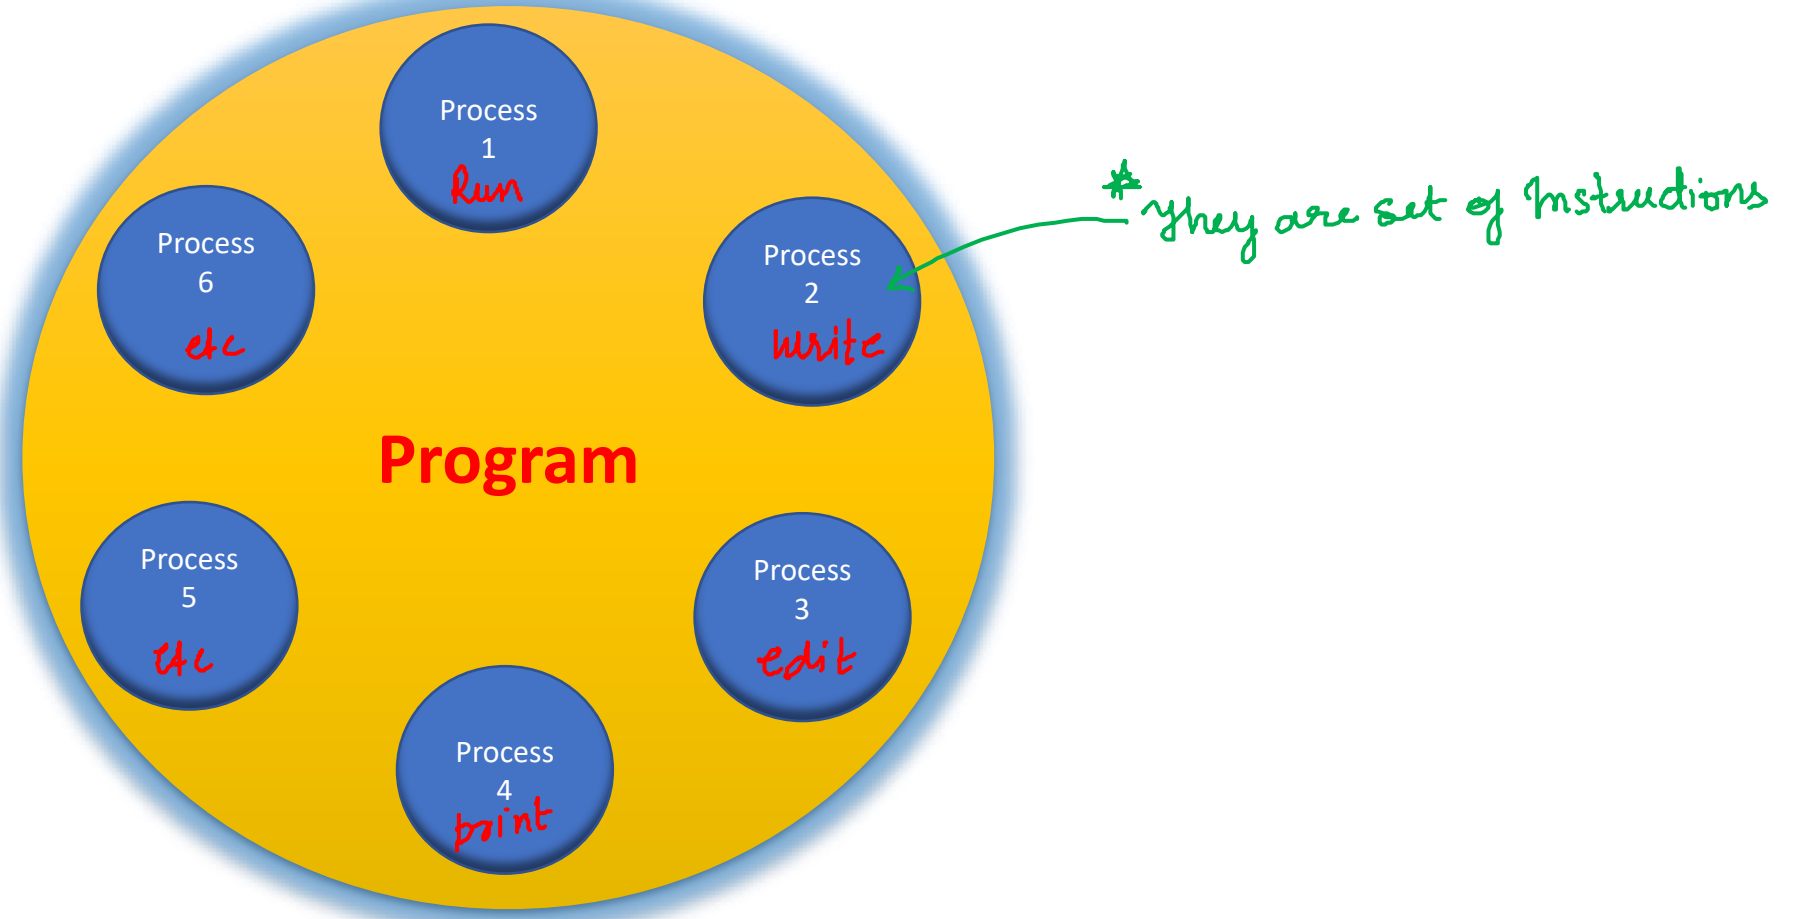 Process
1
Run
Process
6
etc
Process
2
write
* They are set of Instructions
Program
Process
5
etc
Process
3
edit
Process
4
print